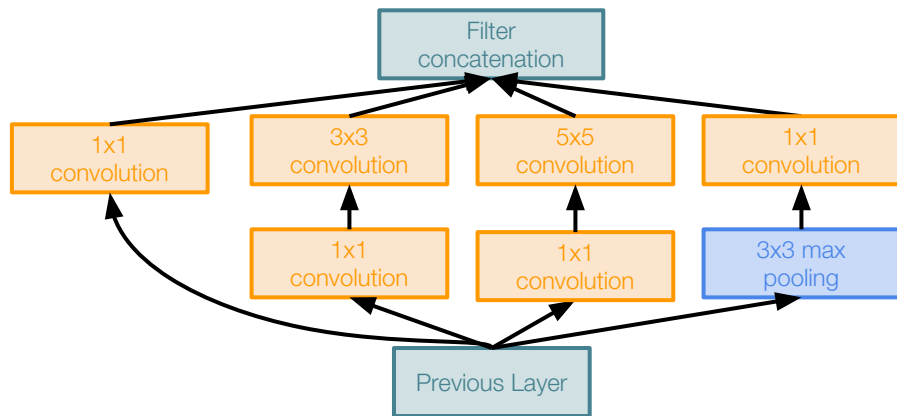 Filter
concatenation
1x1
convolution
3x3
convolution
5x5
convolution
1x1
convolution
1x1
convolution
1x1
convolution
3x3 max
pooling
Previous Layer